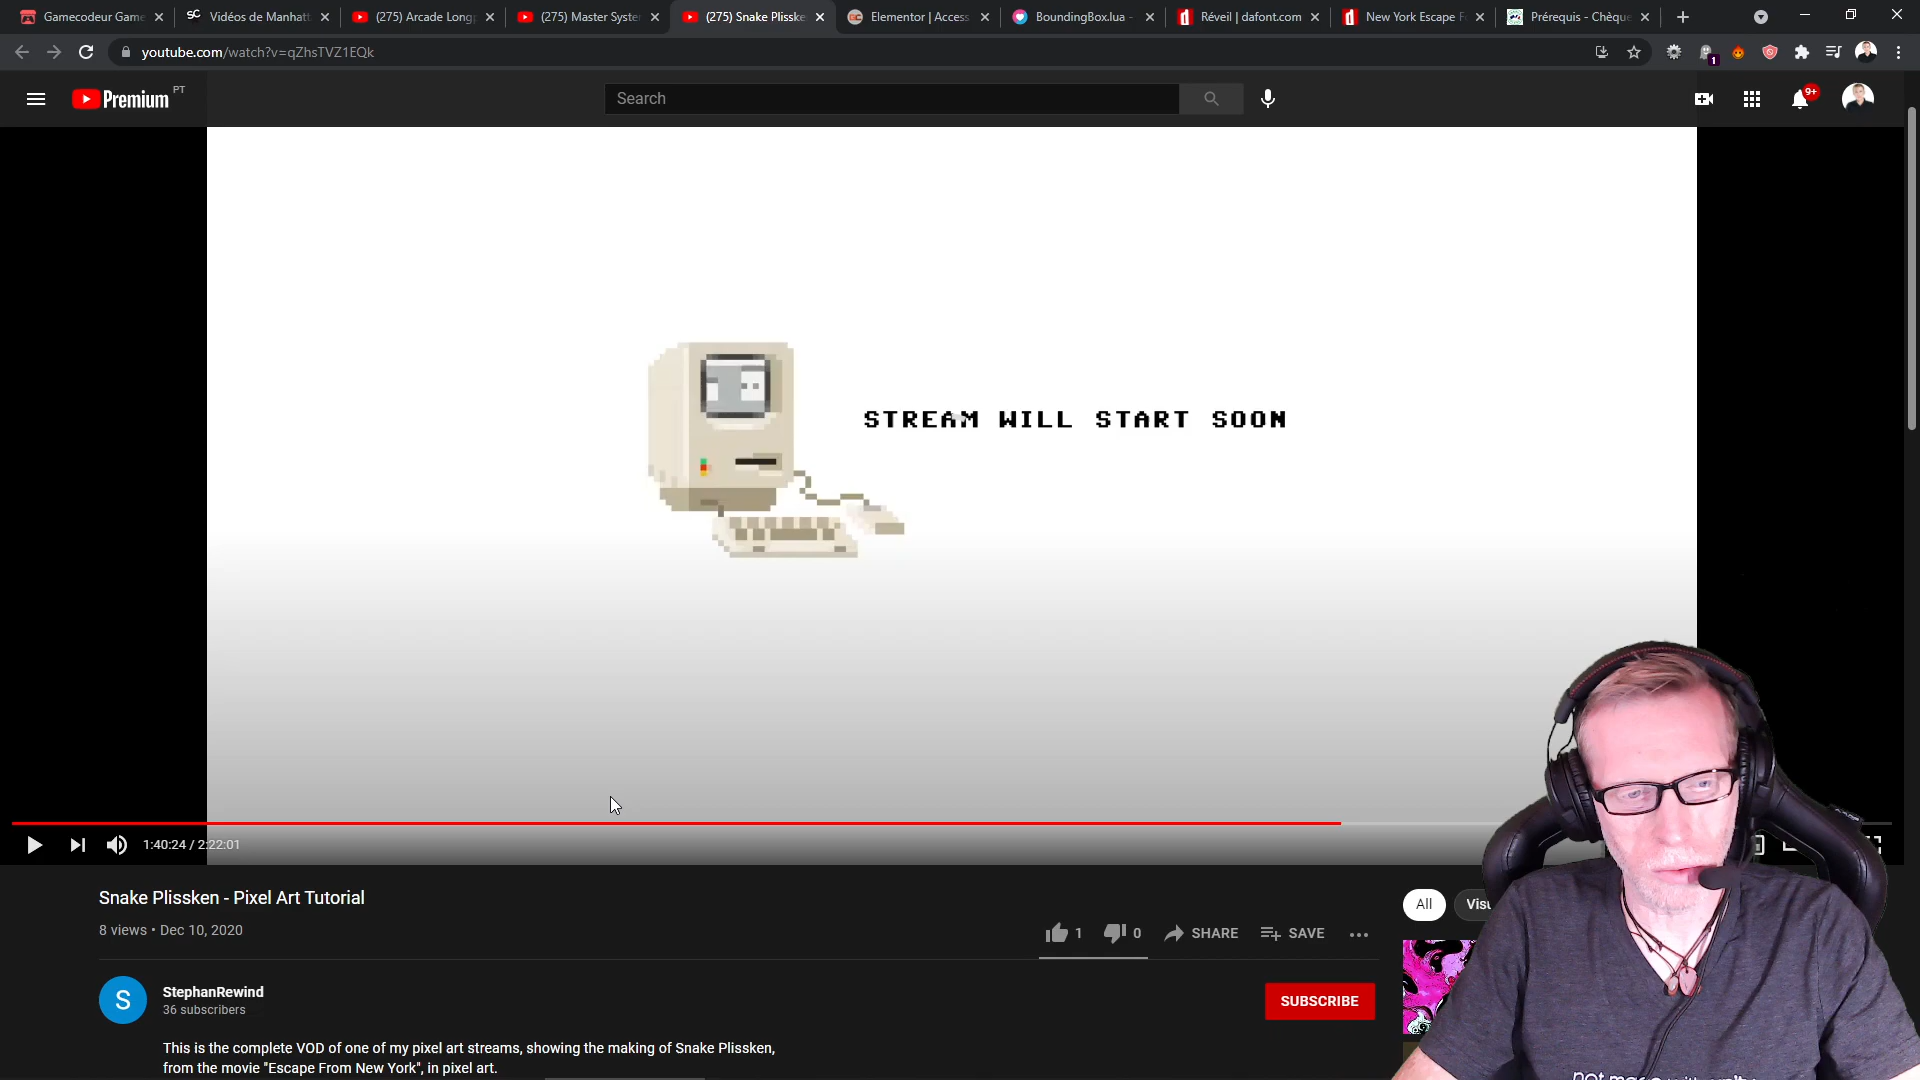 Gamecodeur Game
Vidéos de Manhatt
(275) Arcade Long
(275) Master Syste
(275) Snake Plisske
Elementor | Access
BoundingBox.lua -
Réveil | dafont.com
New York Escape F
Prérequis - Chèque
youtube.com/watch?v=qZhsTVZ1EQk
1
Premium
PT
Search
9+
STREAM WILL START SOON
1:40:24 / 2:22:01
Snake Plissken - Pixel Art Tutorial
8 views • Dec 10, 2020
1
0
SHARE
SAVE
All
Visu
S
StephanRewind
36 subscribers
SUBSCRIBE
This is the complete VOD of one of my pixel art streams, showing the making of Snake Plissken,
from the movie "Escape From New York", in pixel art.